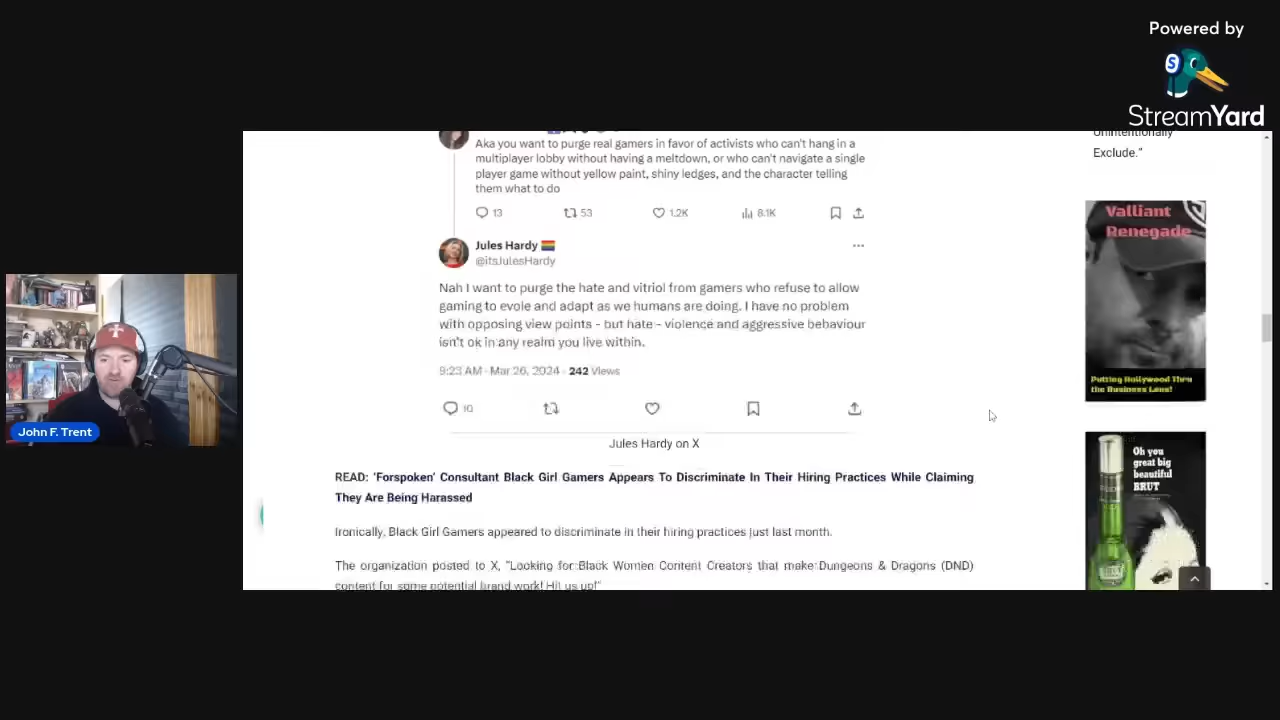 Powered by
StreamYard
Unintentionally
Exclude."
Aka you want to purge real gamers in favor of activists who can't hang in a
multiplayer lobby without having a meltdown, or who can't navigate a single
player game without yellow paint, shiny ledges, and the character telling
them what to do
13 53 1.2K 8.1K
Jules Hardy
@itsJulesHardy
Nah I want to purge the hate and vitriol from gamers who refuse to allow
gaming to evole and adapt as we humans are doing. I have no problem
with opposing view points - but hate - violence and aggressive behaviour
isn't ok in any realm you live within.
9:23 AM · Mar 26, 2024 · 242 Views
10
Jules Hardy on X
READ: 'Forspoken' Consultant Black Girl Gamers Appears To Discriminate In Their Hiring Practices While Claiming
They Are Being Harassed
Ironically, Black Girl Gamers appeared to discriminate in their hiring practices just last month.
The organization posted to X, "Looking for Black Women Content Creators that make Dungeons & Dragons (DND)
content for some potential brand work! Hit us up!"
Valliant
Renegade
Putting Hollywood Thru
the Business Lens!
Oh you
great big
beautiful
BRUT
BRUT
John F. Trent